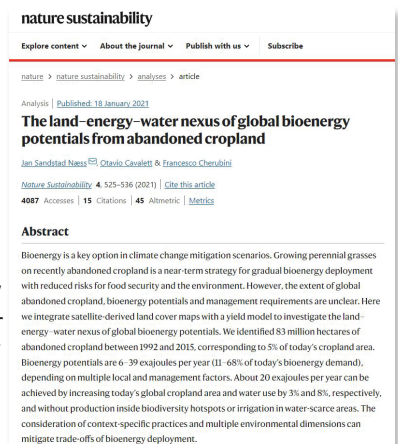 nature sustainability
Explore content About the journal Publish with us Subscribe
nature > nature sustainability > analyses > article
Analysis | Published: 18 January 2021
The land–energy–water nexus of global bioenergy
potentials from abandoned cropland
Jan Sandstad Næss, Otavio Cavalett & Francesco Cherubini
Nature Sustainability 4, 525–536 (2021) | Cite this article
4087 Accesses | 15 Citations | 45 Altmetric | Metrics
Abstract
Bioenergy is a key option in climate change mitigation scenarios. Growing perennial grasses
on recently abandoned cropland is a near-term strategy for gradual bioenergy deployment
with reduced risks for food security and the environment. However, the extent of global
abandoned cropland, bioenergy potentials and management requirements are unclear. Here
we integrate satellite-derived land cover maps with a yield model to investigate the land–
energy–water nexus of global bioenergy potentials. We identified 83 million hectares of
abandoned cropland between 1992 and 2015, corresponding to 5% of today's cropland area.
Bioenergy potentials are 6–39 exajoules per year (11–68% of today's bioenergy demand),
depending on multiple local and management factors. About 20 exajoules per year can be
achieved by increasing today's global cropland area and water use by 3% and 8%, respectively,
and without production inside biodiversity hotspots or irrigation in water-scarce areas. The
consideration of context-specific practices and multiple environmental dimensions can
mitigate trade-offs of bioenergy deployment.